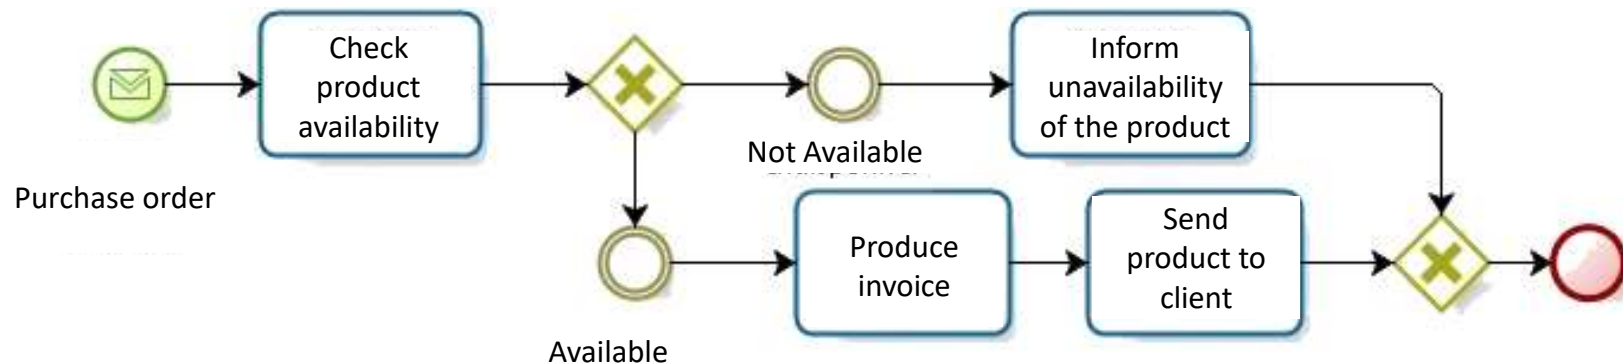 Purchase order
Check
product
availability
Not Available
Inform
unavailability
of the product
Available
Produce
invoice
Send
product to
client